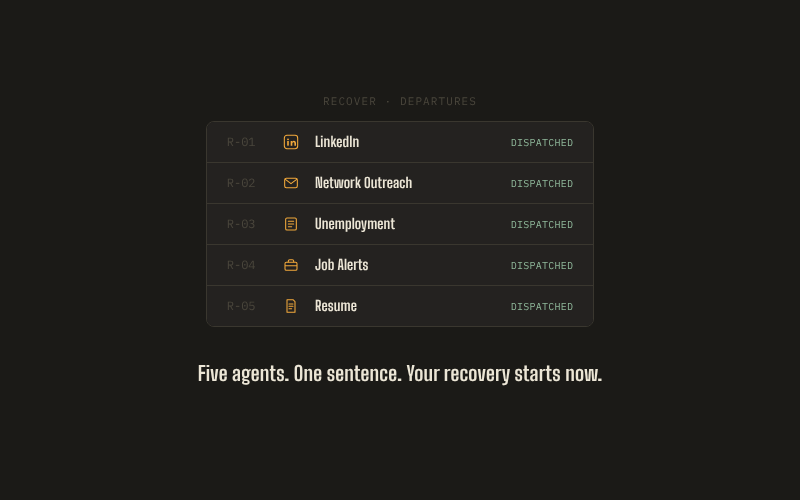 RECOVER · DEPARTURES
R-01 LinkedIn DISPATCHED
R-02 Network Outreach DISPATCHED
R-03 Unemployment DISPATCHED
R-04 Job Alerts DISPATCHED
R-05 Resume DISPATCHED
Five agents. One sentence. Your recovery starts now.